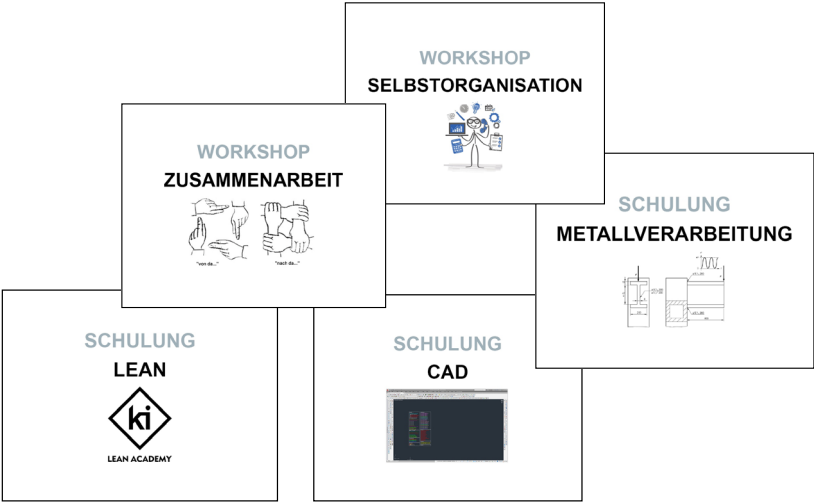 WORKSHOP
SELBSTORGANISATION
WORKSHOP
ZUSAMMENARBEIT
"von da..."
"nach da..."
SCHULUNG
METALLVERARBEITUNG
SCHULUNG
LEAN
ki
LEAN ACADEMY
SCHULUNG
CAD